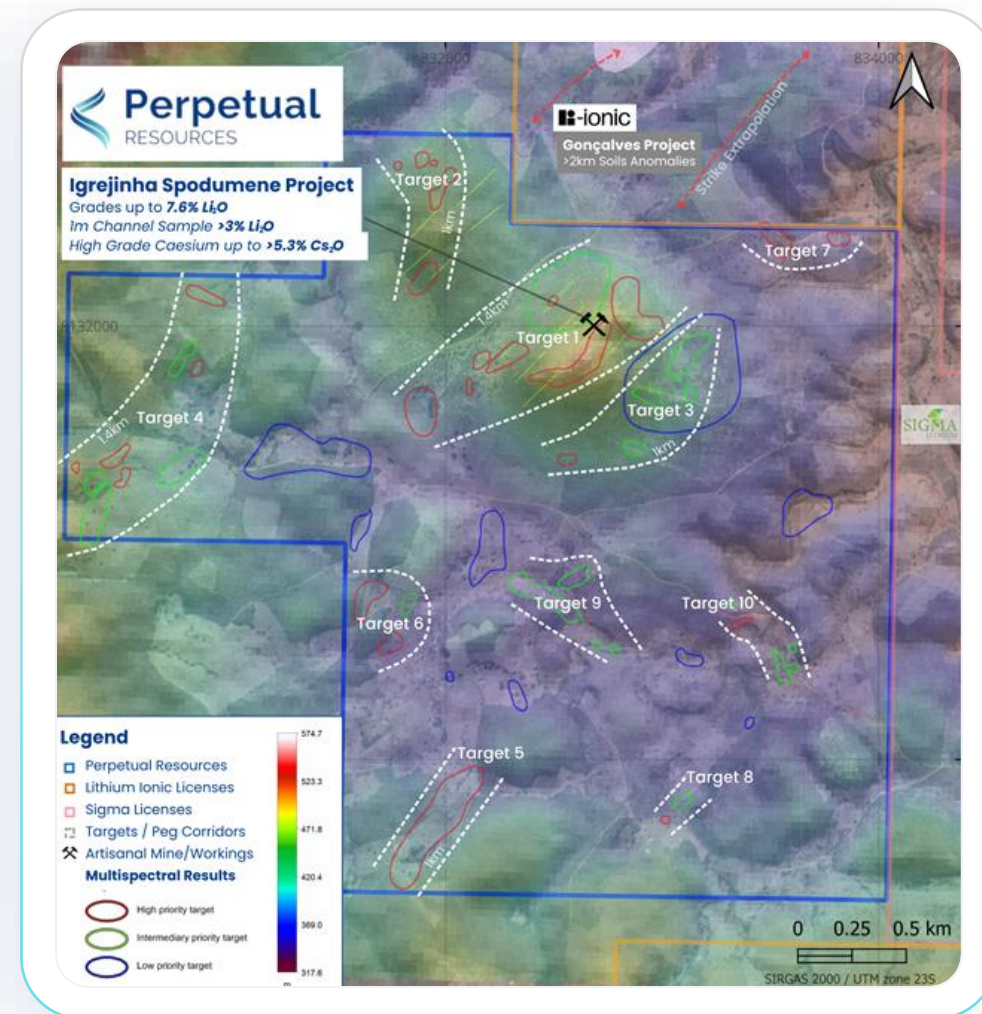 832000
834000
Perpetual
RESOURCES
ionic
Gonçalves Project
>2km Soils Anomalies
Strike Extrapolation
Igrejinha Spodumene Project
Grades up to 7.6% Li₂O
1m Channel Sample >3% Li₂O
High Grade Caesium up to >5.3% Cs₂O
Target 2
1km
Target 7
8132000
1.4km
Target 1
Target 3
1km
Target 4
1.4km
SIGMA
LITHIUM
Target 9
Target 10
Target 6
Target 5
1km
Target 8
Legend
Perpetual Resources
Lithium Ionic Licenses
Sigma Licenses
Targets / Peg Corridors
Artisanal Mine/Workings
Multispectral Results
High priority target
Intermediary priority target
Low priority target
574.7
523.3
471.8
420.4
369.0
317.6
m
0 0.25 0.5 km
SIRGAS 2000 / UTM zone 23S